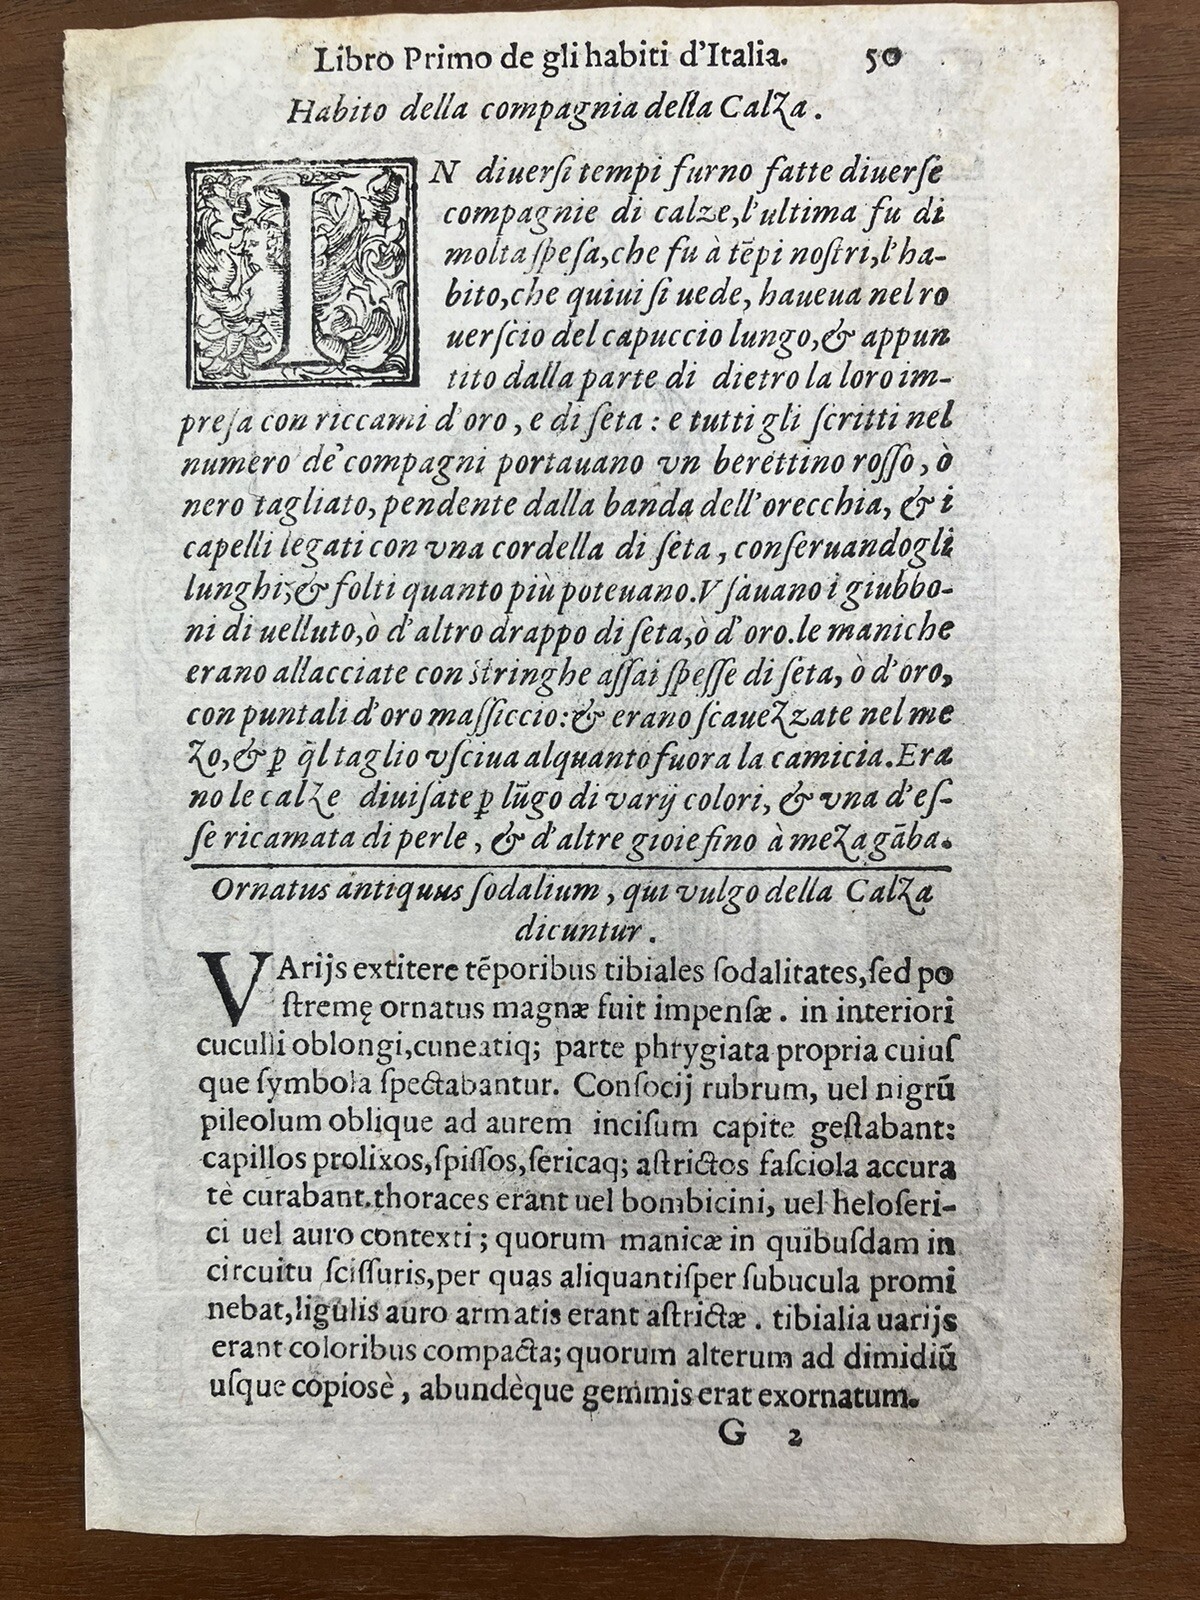 Libro Primo de gli habiti d'Italia. 50
Habito della compagnia della Calza.
IN diuerſi tempi furno fatte diuerſe
compagnie di calze,l'ultima fu di
molta ſpeſa,che fu à tẽpi noſtri,l'ha-
bito,che quiui ſi uede, haueua nel ro
uerſcio del capuccio lungo,& appun
tito dalla parte di dietro la loro im-
preſa con riccami d'oro, e di ſeta: e tutti gli ſcritti nel
numero de' compagni portauano vn berettino roſſo, ò
nero tagliato, pendente dalla banda dell'orecchia, & i
capelli legati con vna cordella di ſeta, conſeruandogli
lunghi;& folti quanto più poteuano.Vſauano i giubbo-
ni di uelluto,ò d'altro drappo di ſeta,ò d'oro.le maniche
erano allacciate con ſtringhe aſſai ſpeſſe di ſeta, ò d'oro,
con puntali d'oro maſſiccio:& erano ſcauezzate nel me
zo,& ꝑ q̃l taglio vſciua alquanto fuora la camicia.Era
no le calze diuiſate ꝑ lũgo di varij colori, & vna d'eſ-
ſe ricamata di perle, & d'altre gioie fino à meza gãba.
Ornatus antiquus ſodalium, qui vulgo della Calza
dicuntur.
VArijs extitere tẽporibus tibiales ſodalitates,ſed po
ſtremę ornatus magnæ fuit impenſæ. in interiori
cuculli oblongi,cuneatiq; parte phrygiata propria cuiuſ
que ſymbola ſpectabantur. Conſocij rubrum, uel nigrũ
pileolum oblique ad aurem inciſum capite geſtabant:
capillos prolixos,ſpiſſos,ſericaq; aſtrictos faſciola accura
tè curabant.thoraces erant uel bombicini, uel heloſeri-
ci uel auro contexti; quorum manicæ in quibuſdam in
circuitu ſciſſuris,per quas aliquantiſper ſubucula promi
nebat,ligulis auro armatis erant aſtrictæ. tibialia uarijs
erant coloribus compacta;quorum alterum ad dimidiũ
uſque copiosè, abundèque gemmis erat exornatum.
G 2